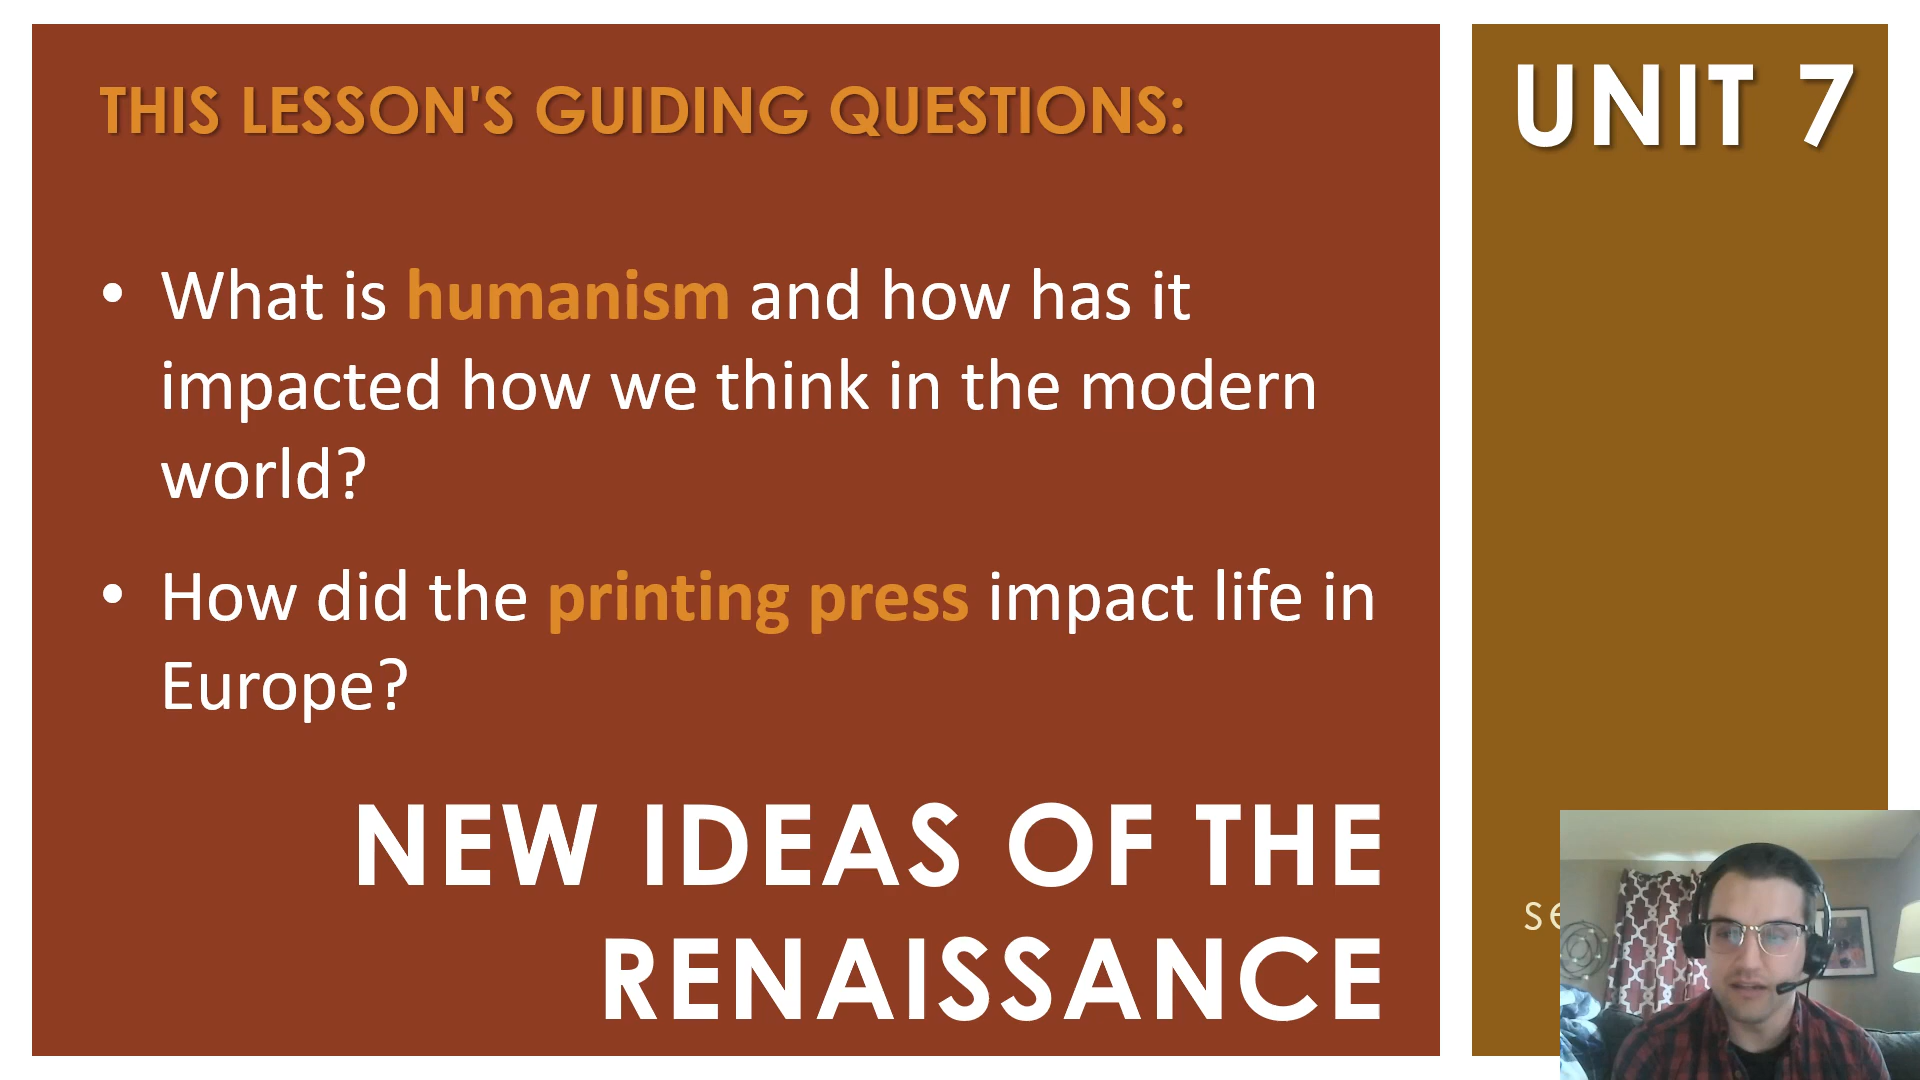 THIS LESSON'S GUIDING QUESTIONS:
• What is humanism and how has it
impacted how we think in the modern
world?
• How did the printing press impact life in
Europe?
NEW IDEAS OF THE
RENAISSANCE
UNIT 7